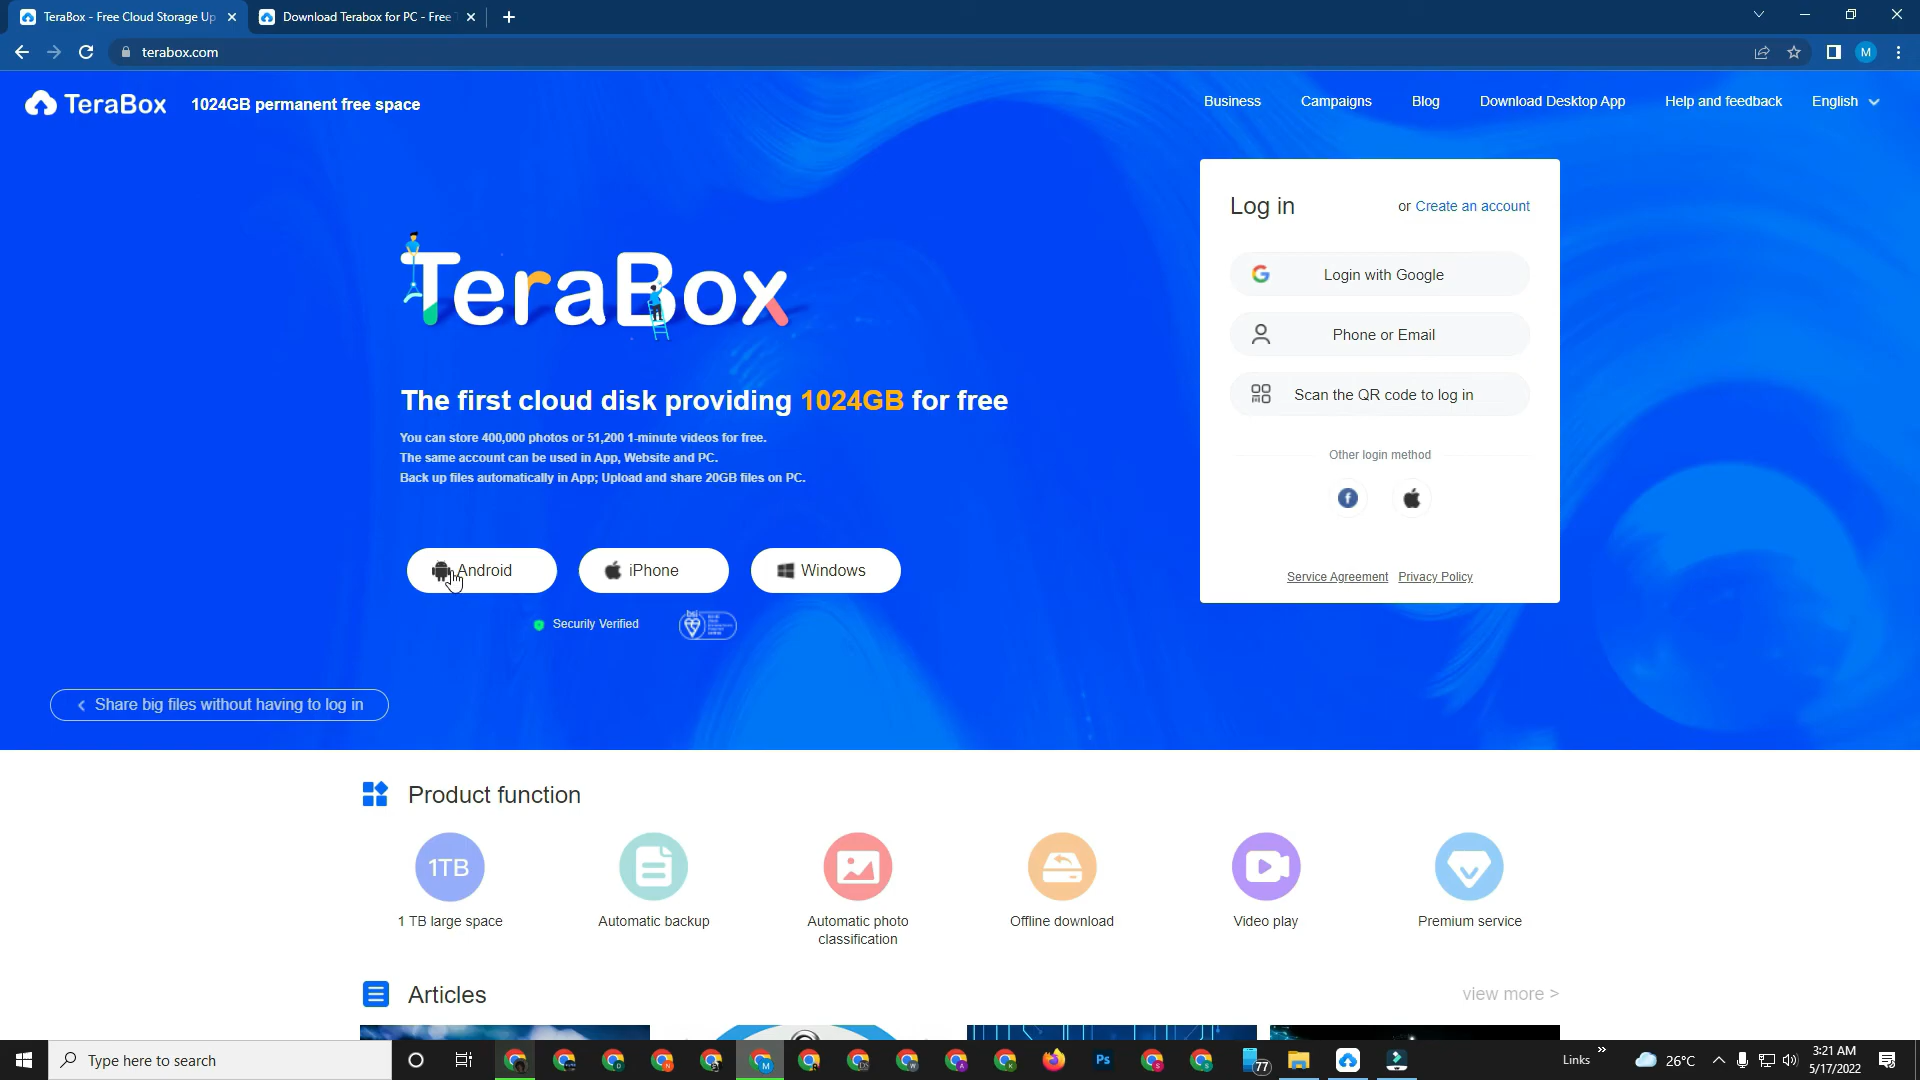 TeraBox - Free Cloud Storage Up
Download Terabox for PC - Free
terabox.com
M
TeraBox
1024GB permanent free space
Business
Campaigns
Blog
Download Desktop App
Help and feedback
English
TeraBox
The first cloud disk providing 1024GB for free
You can store 400,000 photos or 51,200 1-minute videos for free.
The same account can be used in App, Website and PC.
Back up files automatically in App; Upload and share 20GB files on PC.
Android
iPhone
Windows
Securily Verified
bsi
Share big files without having to log in
Log in
or Create an account
Login with Google
Phone or Email
Scan the QR code to log in
Other login method
Service Agreement
Privacy Policy
Product function
1TB
1 TB large space
Automatic backup
Automatic photo
classification
Offline download
Video play
Premium service
Articles
view more >
Type here to search
Ps
77
Links
26°C
3:21 AM
5/17/2022